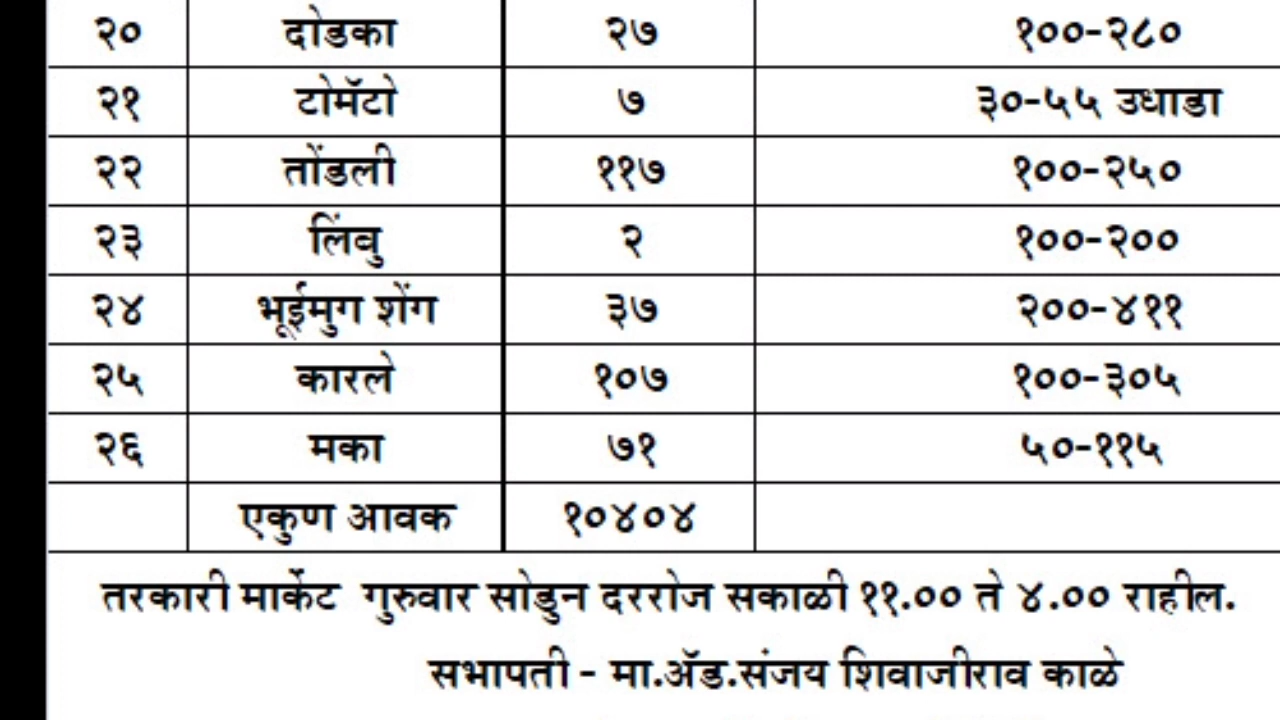 २० दोडका २७ १००-२८०
२१ टोमॅटो ७ ३०-५५ उधाडा
२२ तोंडली ११७ १००-२५०
२३ लिंवु २ १००-२००
२४ भूईमुग शेंग ३७ २००-४११
२५ कारले १०७ १००-३०५
२६ मका ७१ ५०-११५
एकुण आवक १०४०४
तरकारी मार्केट गुरुवार सोडुन दररोज सकाळी ११.०० ते ४.०० राहील.
सभापती - मा.ॲड.संजय शिवाजीराव काळे